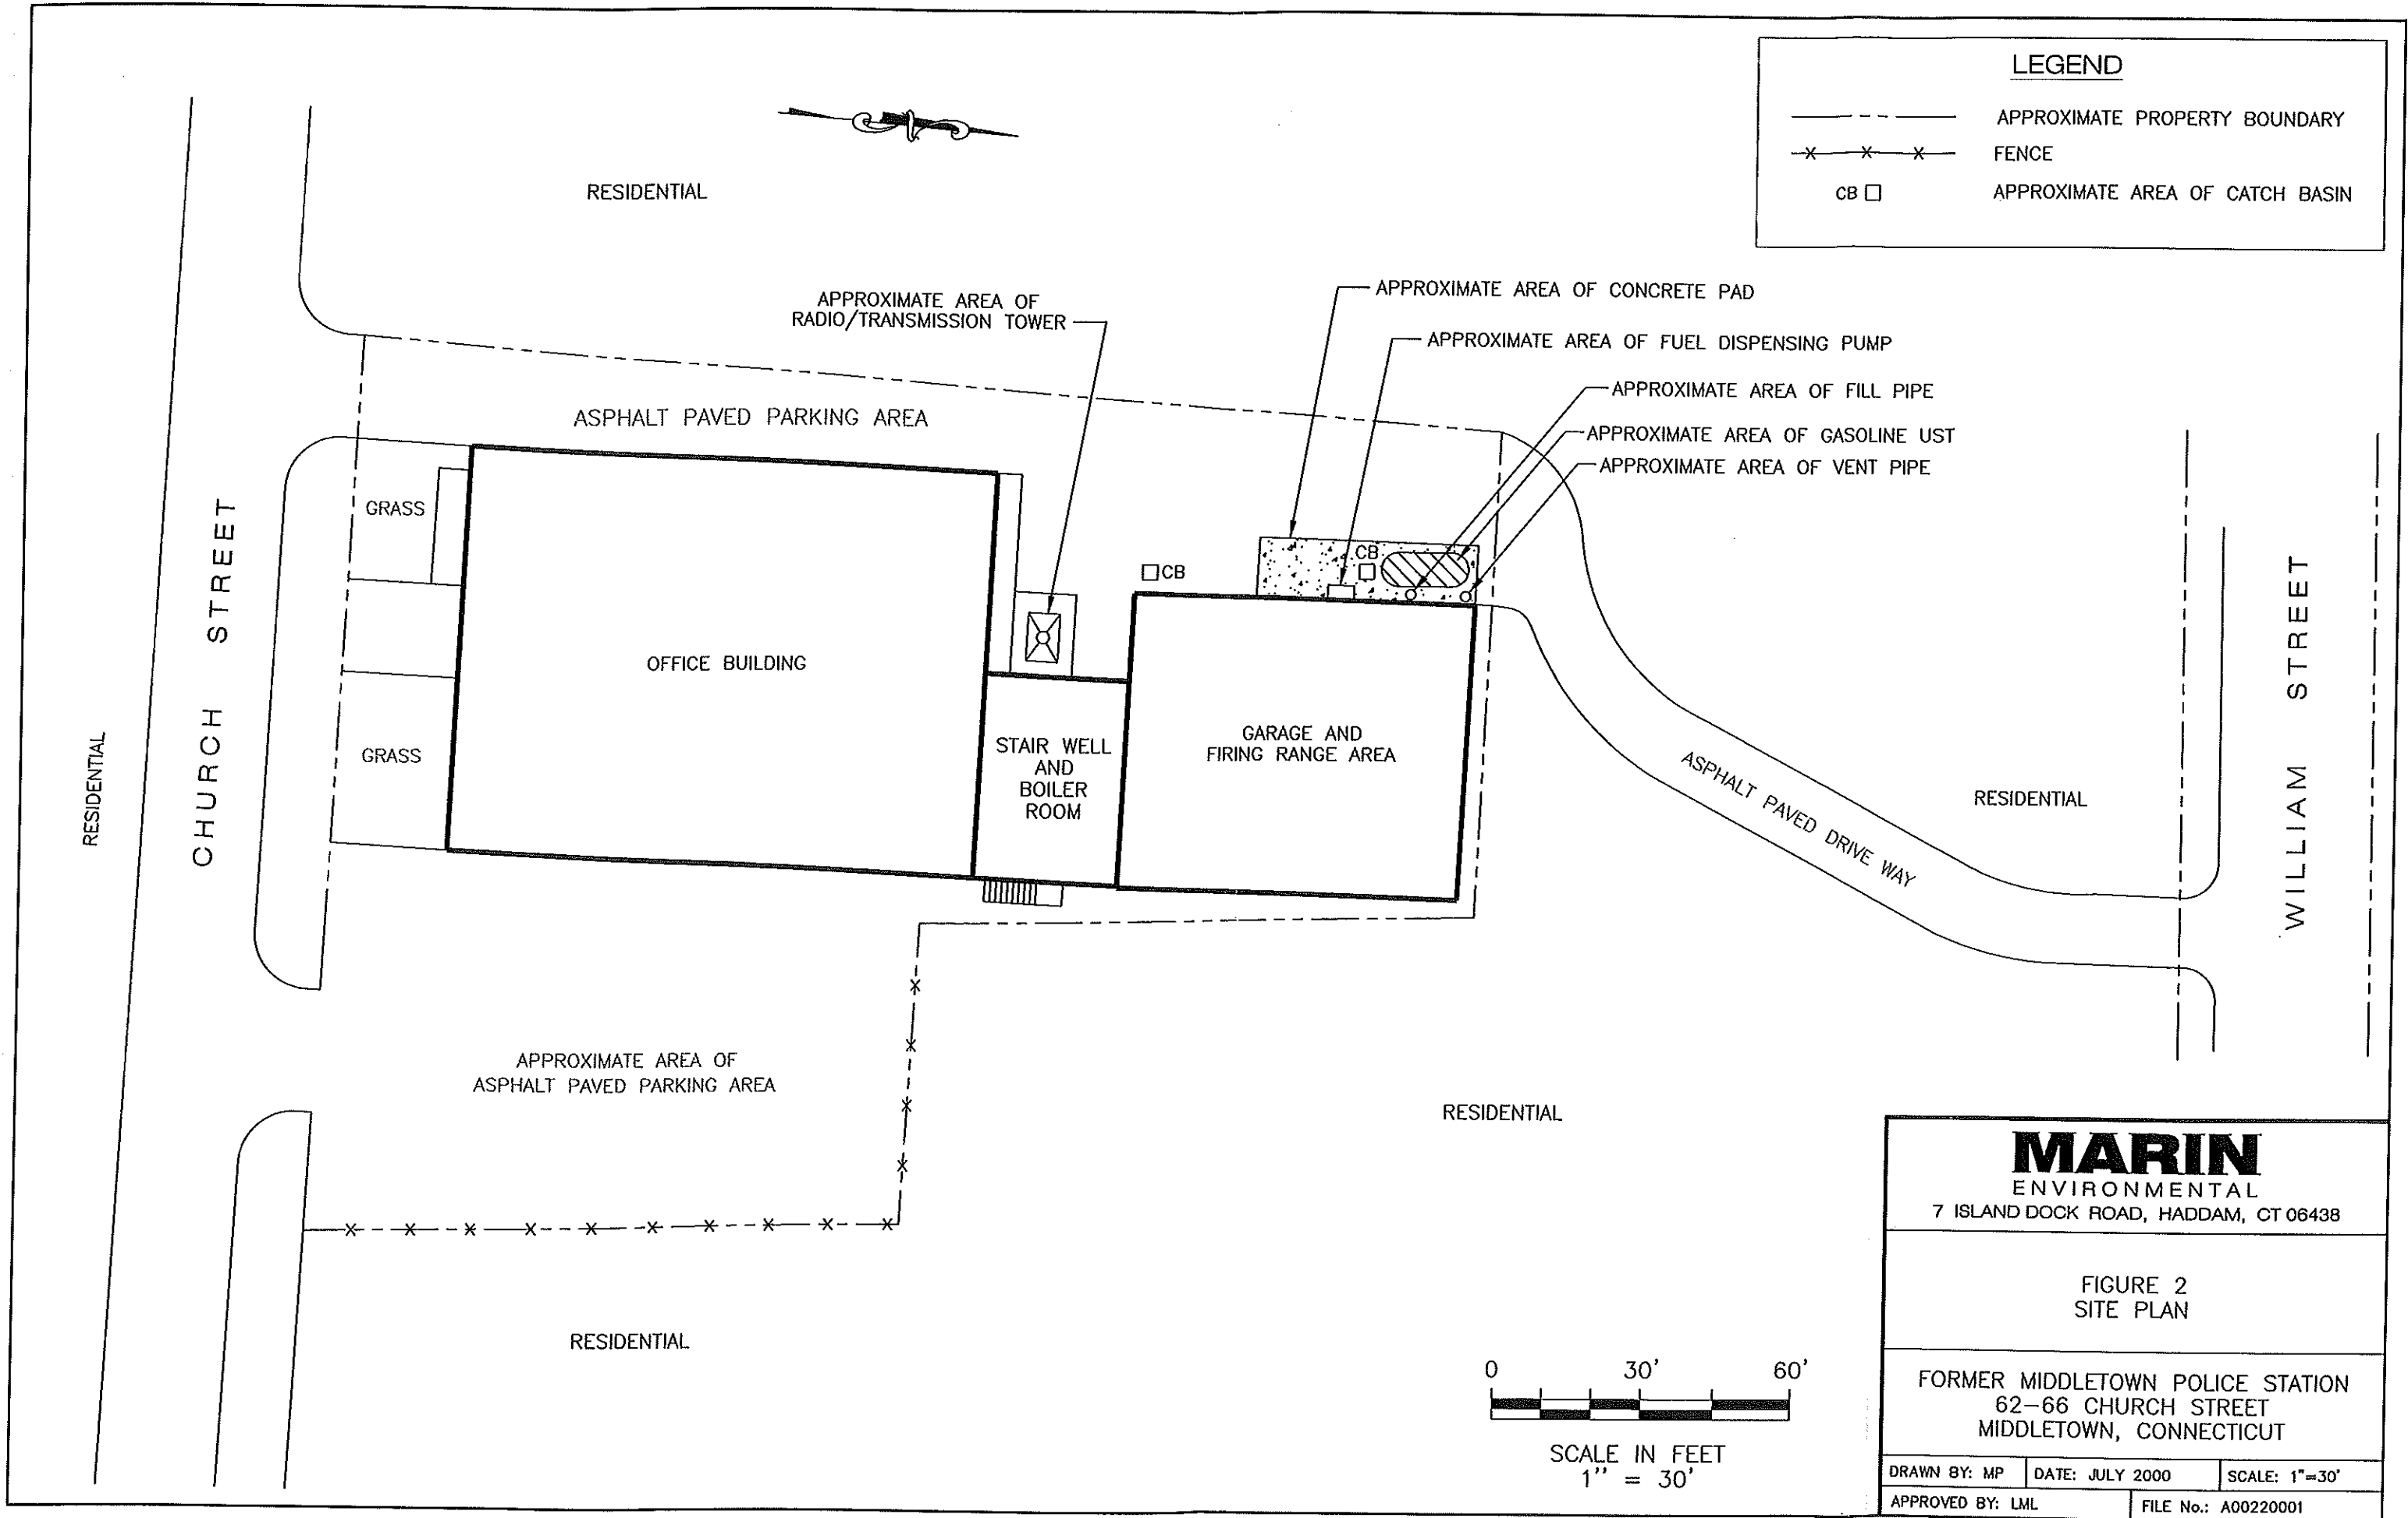 LEGEND
APPROXIMATE PROPERTY BOUNDARY
X X X FENCE
CB APPROXIMATE AREA OF CATCH BASIN
RESIDENTIAL
APPROXIMATE AREA OF
RADIO/TRANSMISSION TOWER
APPROXIMATE AREA OF CONCRETE PAD
APPROXIMATE AREA OF FUEL DISPENSING PUMP
APPROXIMATE AREA OF FILL PIPE
APPROXIMATE AREA OF GASOLINE UST
APPROXIMATE AREA OF VENT PIPE
ASPHALT PAVED PARKING AREA
GRASS
CB
CB
OFFICE BUILDING
STAIR WELL
AND
BOILER
ROOM
GARAGE AND
FIRING RANGE AREA
GRASS
RESIDENTIAL
CHURCH STREET
ASPHALT PAVED DRIVE WAY
RESIDENTIAL
WILLIAM STREET
APPROXIMATE AREA OF
ASPHALT PAVED PARKING AREA
RESIDENTIAL
RESIDENTIAL
0 30' 60'
SCALE IN FEET
1" = 30'
MARIN
ENVIRONMENTAL
7 ISLAND DOCK ROAD, HADDAM, CT 06438
FIGURE 2
SITE PLAN
FORMER MIDDLETOWN POLICE STATION
62-66 CHURCH STREET
MIDDLETOWN, CONNECTICUT
DRAWN BY: MP DATE: JULY 2000 SCALE: 1"=30'
APPROVED BY: LML FILE No.: A00220001